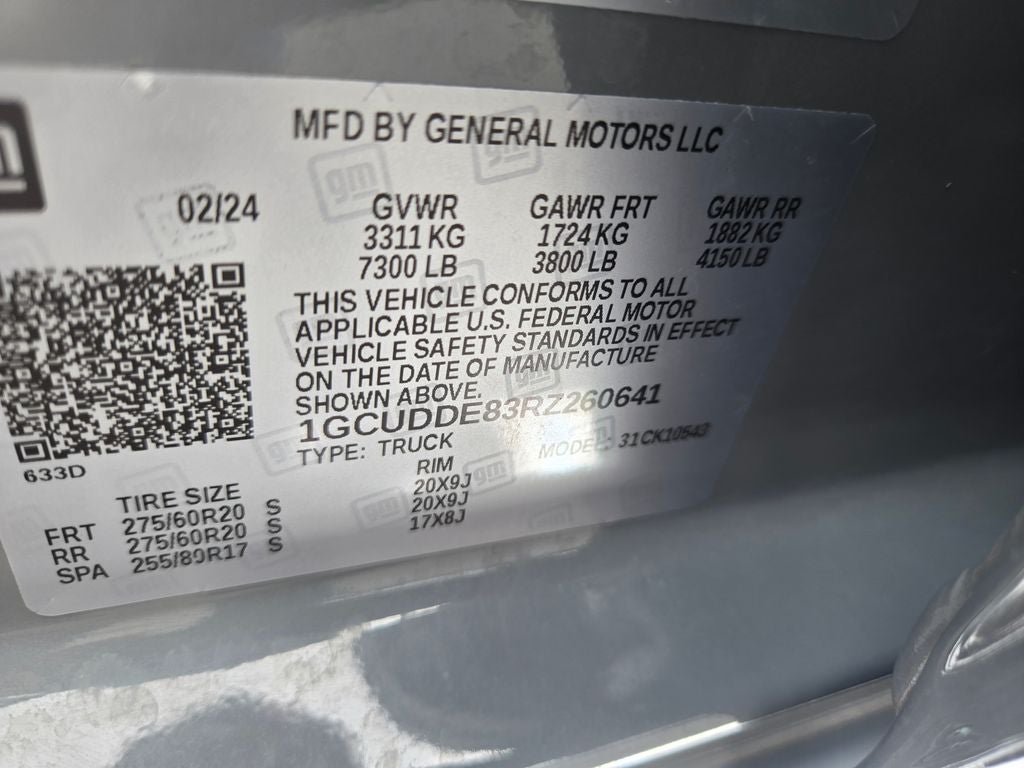 MFD BY GENERAL MOTORS LLC
02/24 GVWR GAWR FRT GAWR RR
3311 KG 1724 KG 1882 KG
7300 LB 3800 LB 4150 LB
THIS VEHICLE CONFORMS TO ALL
APPLICABLE U.S. FEDERAL MOTOR
VEHICLE SAFETY STANDARDS IN EFFECT
ON THE DATE OF MANUFACTURE
SHOWN ABOVE.
1GCUDDE83RZ260641
TYPE: TRUCK MODEL: 31CK10543
633D
TIRE SIZE RIM
FRT 275/60R20 S 20X9J
RR 275/60R20 S 20X9J
SPA 255/80R17 S 17X8J